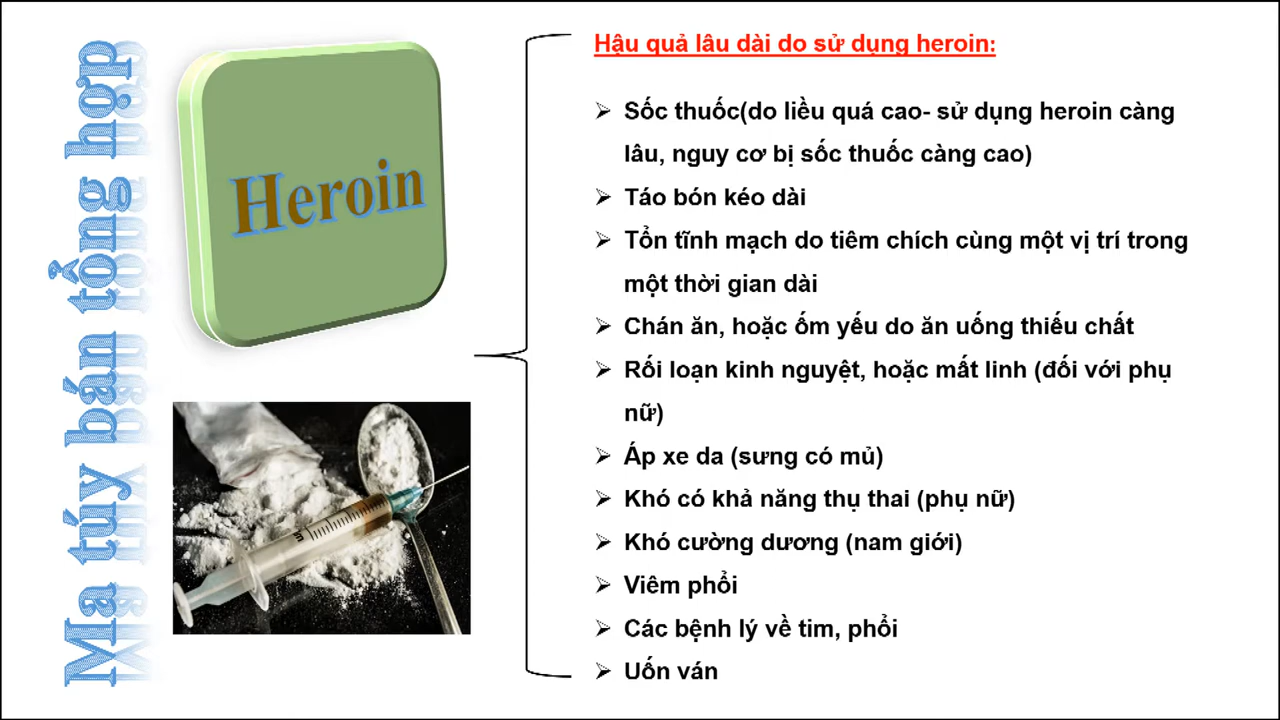 Ma túy bán tổng hợp
Heroin
Hậu quả lâu dài do sử dụng heroin:
Sốc thuốc(do liều quá cao- sử dụng heroin càng
lâu, nguy cơ bị sốc thuốc càng cao)
Táo bón kéo dài
Tổn tĩnh mạch do tiêm chích cùng một vị trí trong
một thời gian dài
Chán ăn, hoặc ốm yếu do ăn uống thiếu chất
Rối loạn kinh nguyệt, hoặc mất linh (đối với phụ
nữ)
Áp xe da (sưng có mủ)
Khó có khả năng thụ thai (phụ nữ)
Khó cường dương (nam giới)
Viêm phổi
Các bệnh lý về tim, phổi
Uốn ván